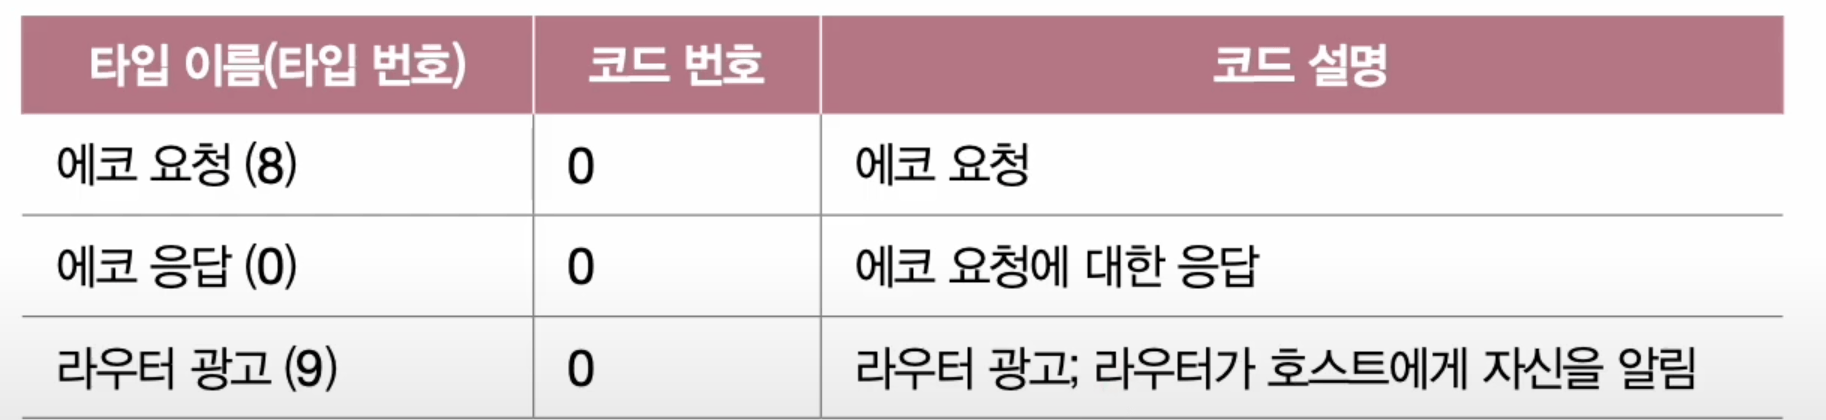 타입 이름(타입 번호) 코드 번호 코드 설명
에코 요청 (8) 0 에코 요청
에코 응답 (0) 0 에코 요청에 대한 응답
라우터 광고 (9) 0 라우터 광고; 라우터가 호스트에게 자신을 알림